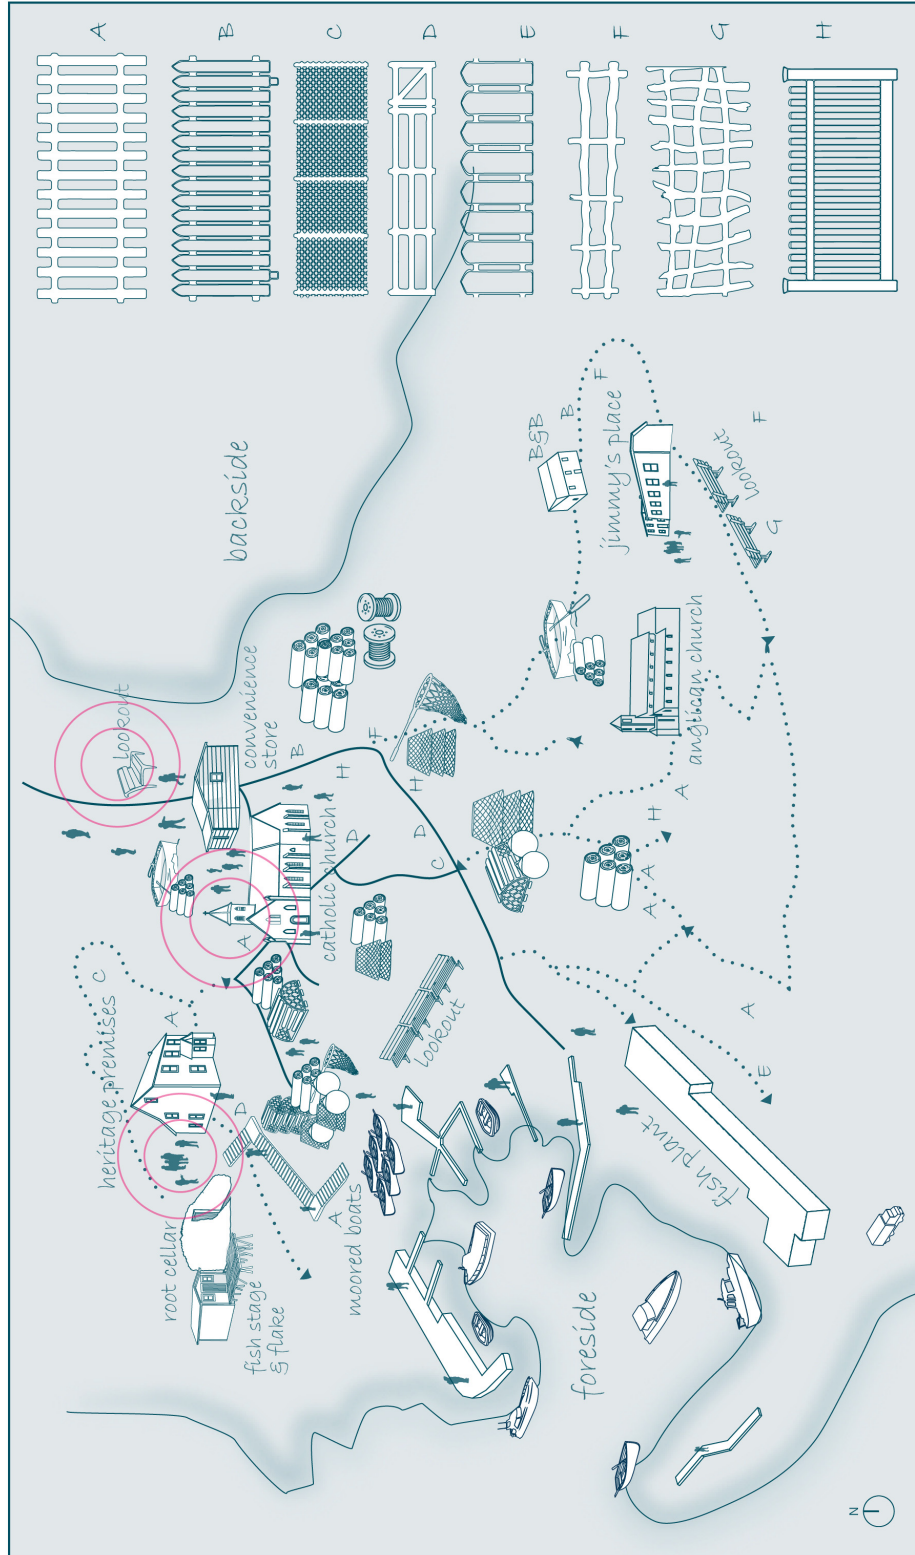 heritage premises
C
lookout
A
root cellar
A
fish stage
& flake
D
A
convenience
store
backside
B
B
moored boats
A
catholic church
D
H
F
C
lookout
C
D
H
D
E
foreside
B&B
B
jimmy's place
F
F
A
H
A
anglican church
lookout
G
F
G
fish plant
A
E
H
N